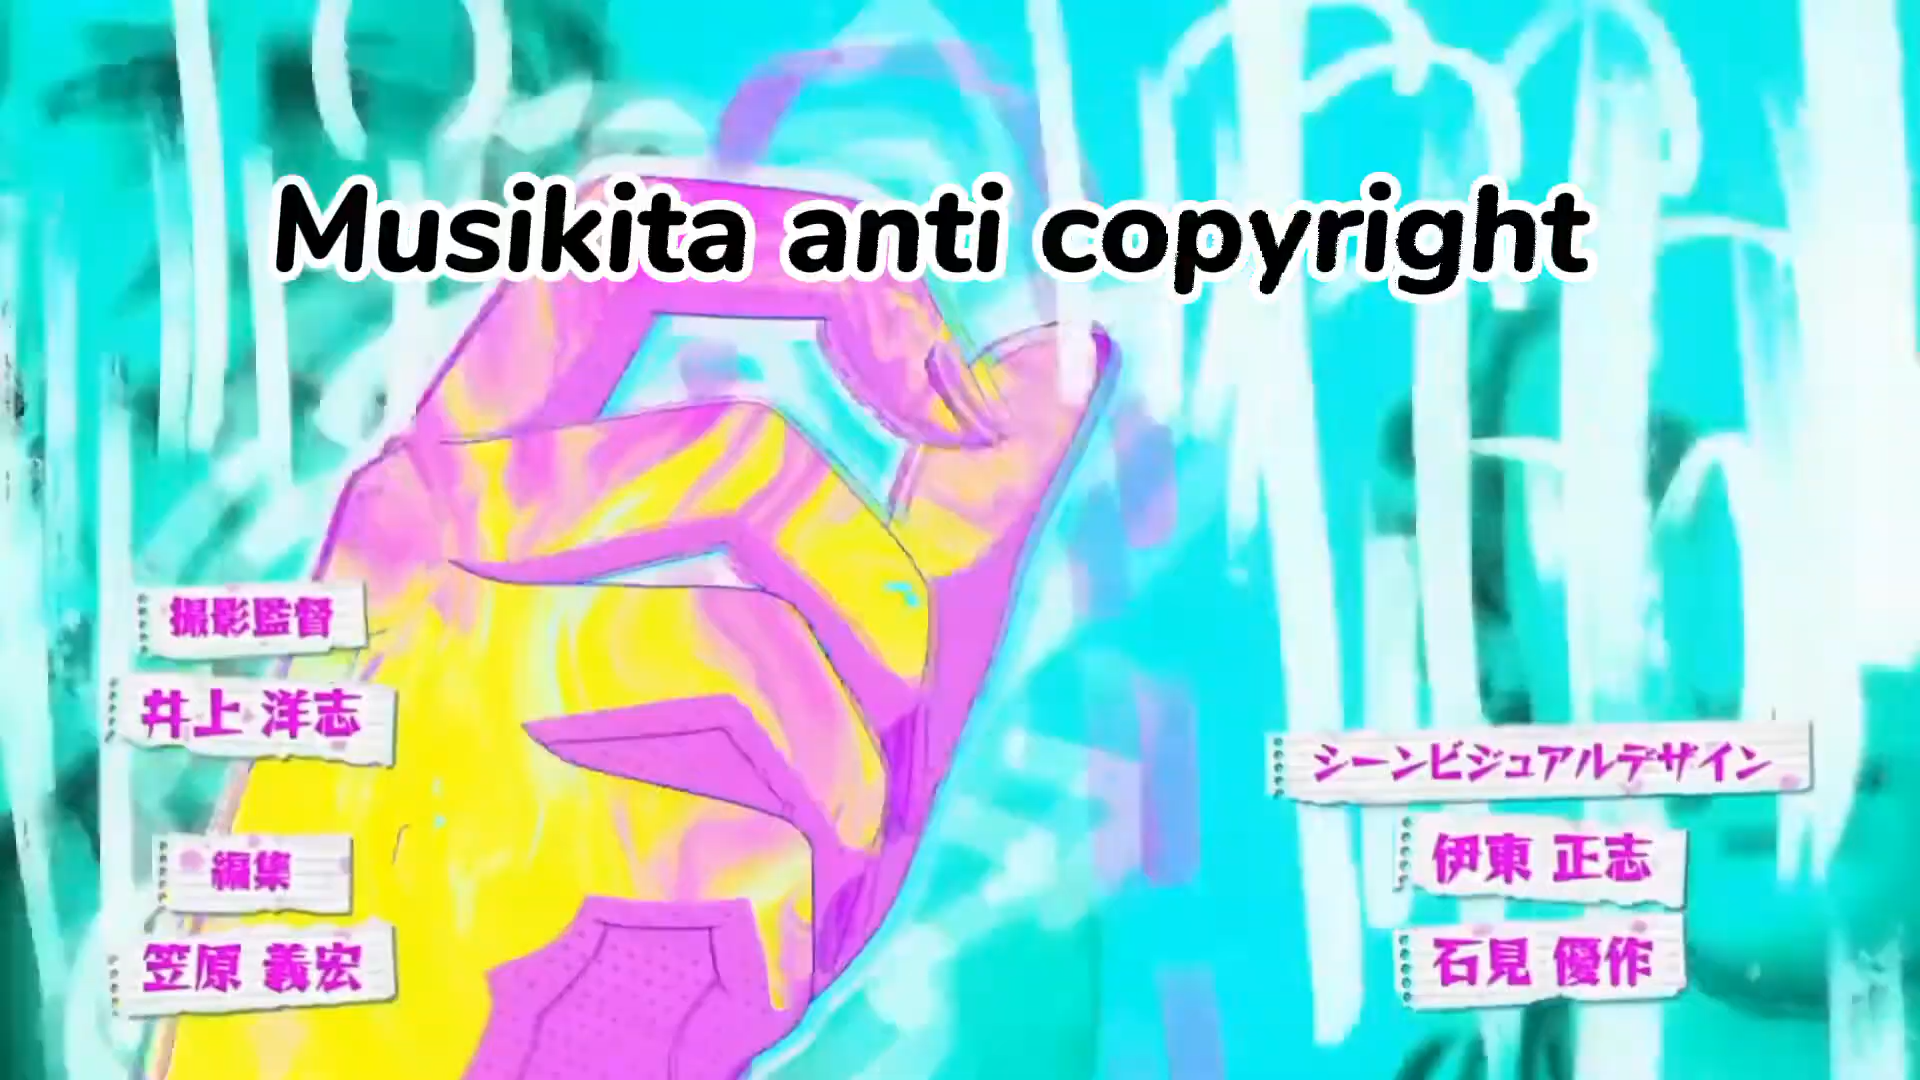 Musikita anti copyright
撮影監督
井上 洋志
編集
笠原 義宏
シーンビジュアルデザイン
伊東 正志
石見 優作